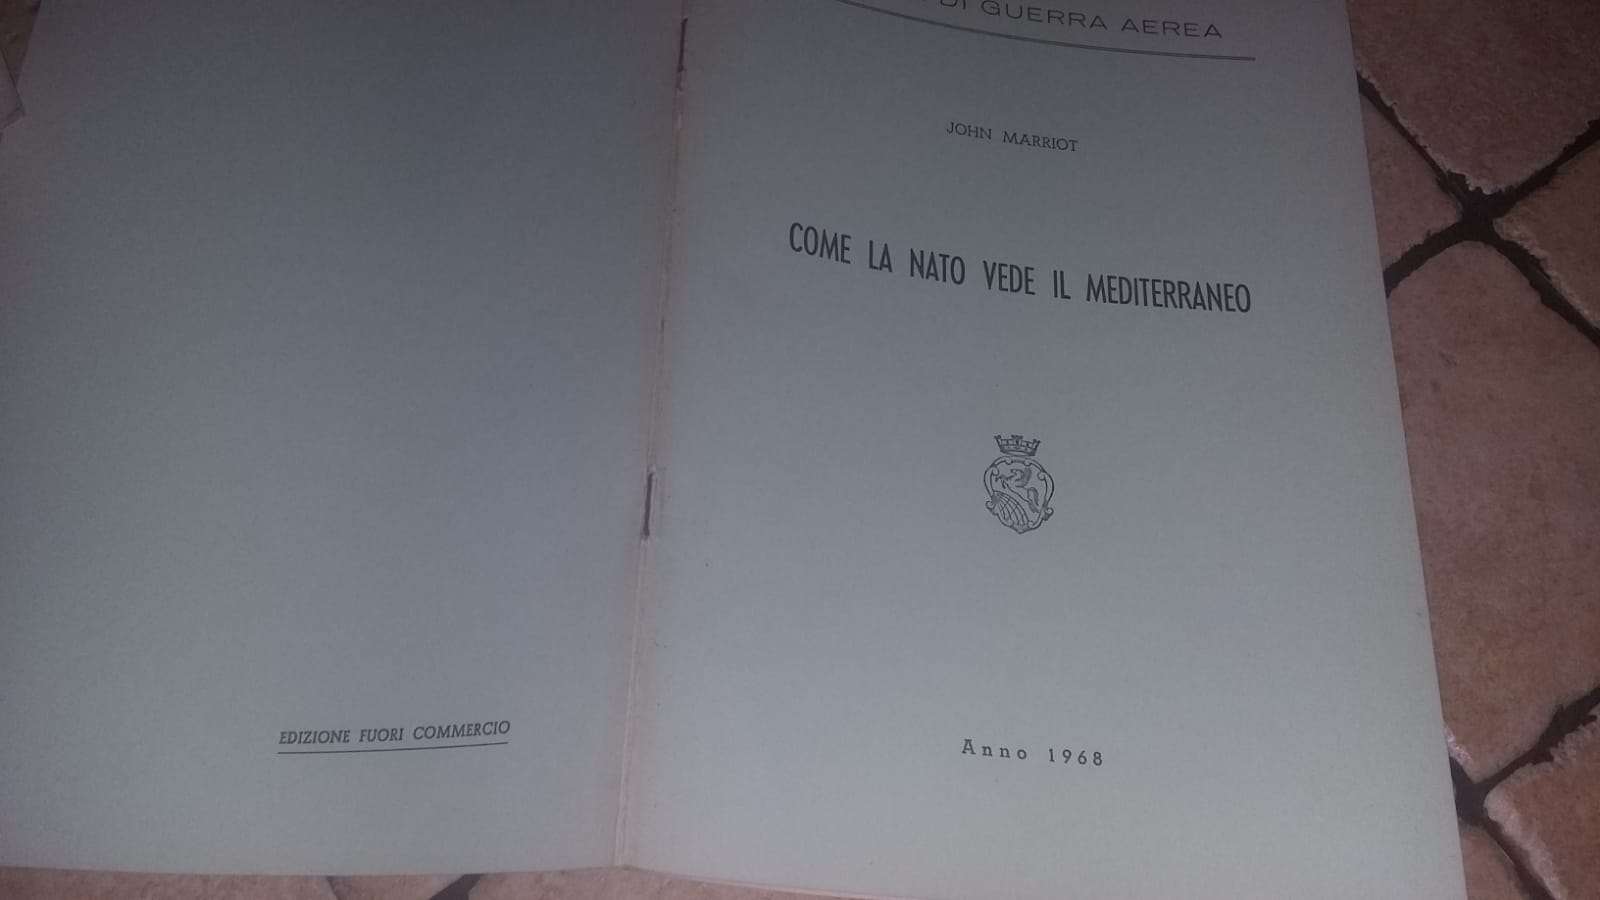 EDIZIONE FUORI COMMERCIO
DI GUERRA AEREA
JOHN MARRIOT
COME LA NATO VEDE IL MEDITERRANEO
Anno 1968